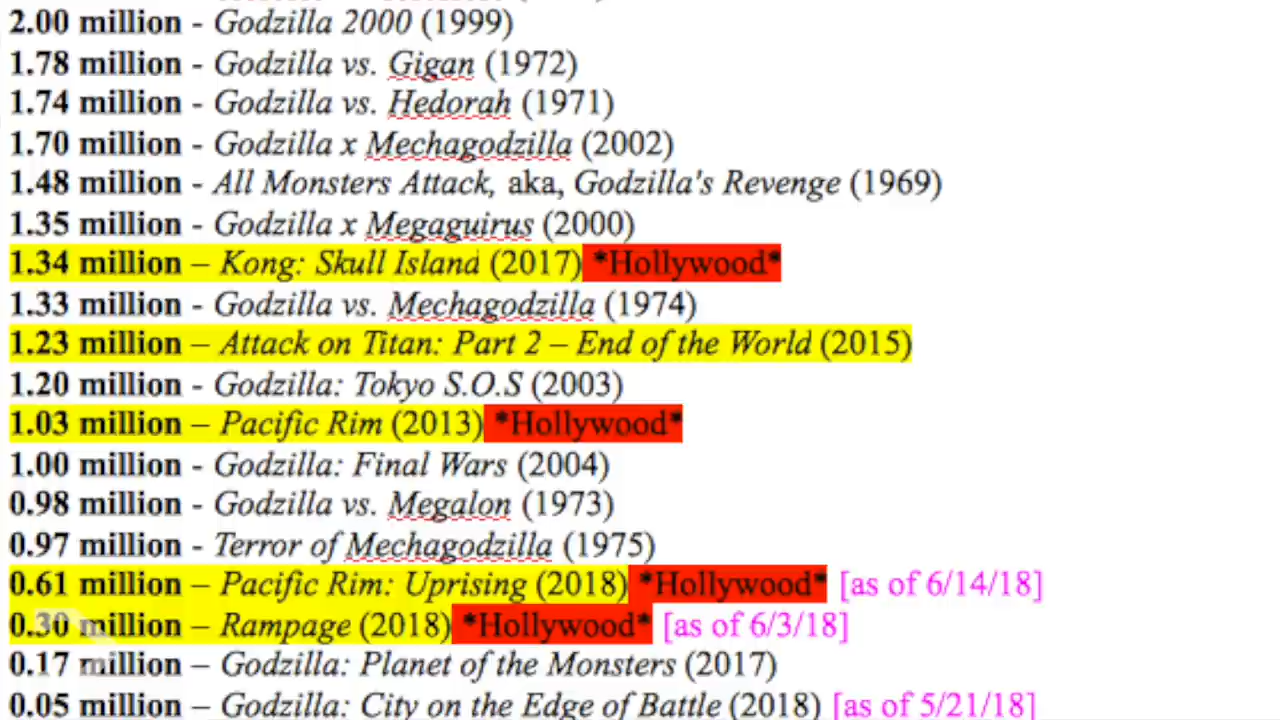 2.00 million - Godzilla 2000 (1999)
1.78 million - Godzilla vs. Gigan (1972)
1.74 million - Godzilla vs. Hedorah (1971)
1.70 million - Godzilla x Mechagodzilla (2002)
1.48 million - All Monsters Attack, aka, Godzilla's Revenge (1969)
1.35 million - Godzilla x Megaguirus (2000)
1.34 million – Kong: Skull Island (2017) *Hollywood*
1.33 million - Godzilla vs. Mechagodzilla (1974)
1.23 million – Attack on Titan: Part 2 – End of the World (2015)
1.20 million - Godzilla: Tokyo S.O.S (2003)
1.03 million – Pacific Rim (2013) *Hollywood*
1.00 million - Godzilla: Final Wars (2004)
0.98 million - Godzilla vs. Megalon (1973)
0.97 million - Terror of Mechagodzilla (1975)
0.61 million – Pacific Rim: Uprising (2018) *Hollywood* [as of 6/14/18]
0.30 million – Rampage (2018) *Hollywood* [as of 6/3/18]
0.17 million – Godzilla: Planet of the Monsters (2017)
0.05 million - Godzilla: City on the Edge of Battle (2018) [as of 5/21/18]